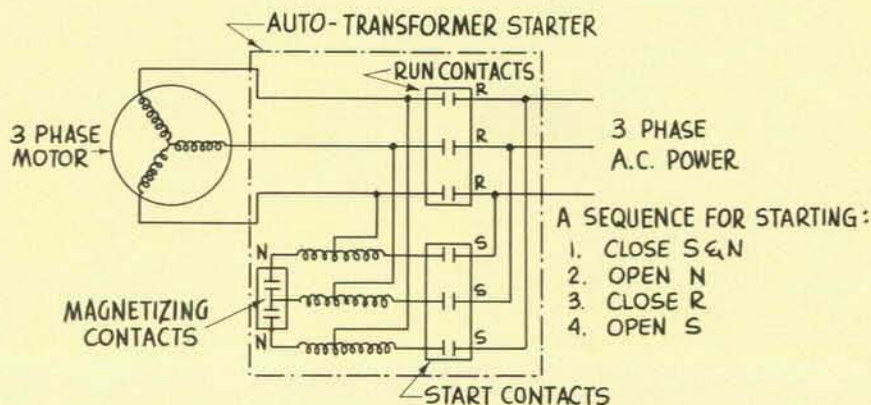 AUTO-TRANSFORMER STARTER
RUN CONTACTS
R
R
R
3 PHASE
MOTOR
3 PHASE
A.C. POWER
A SEQUENCE FOR STARTING:
1. CLOSE S & N
2. OPEN N
3. CLOSE R
4. OPEN S
N
S
S
MAGNETIZING
CONTACTS
N
S
START CONTACTS